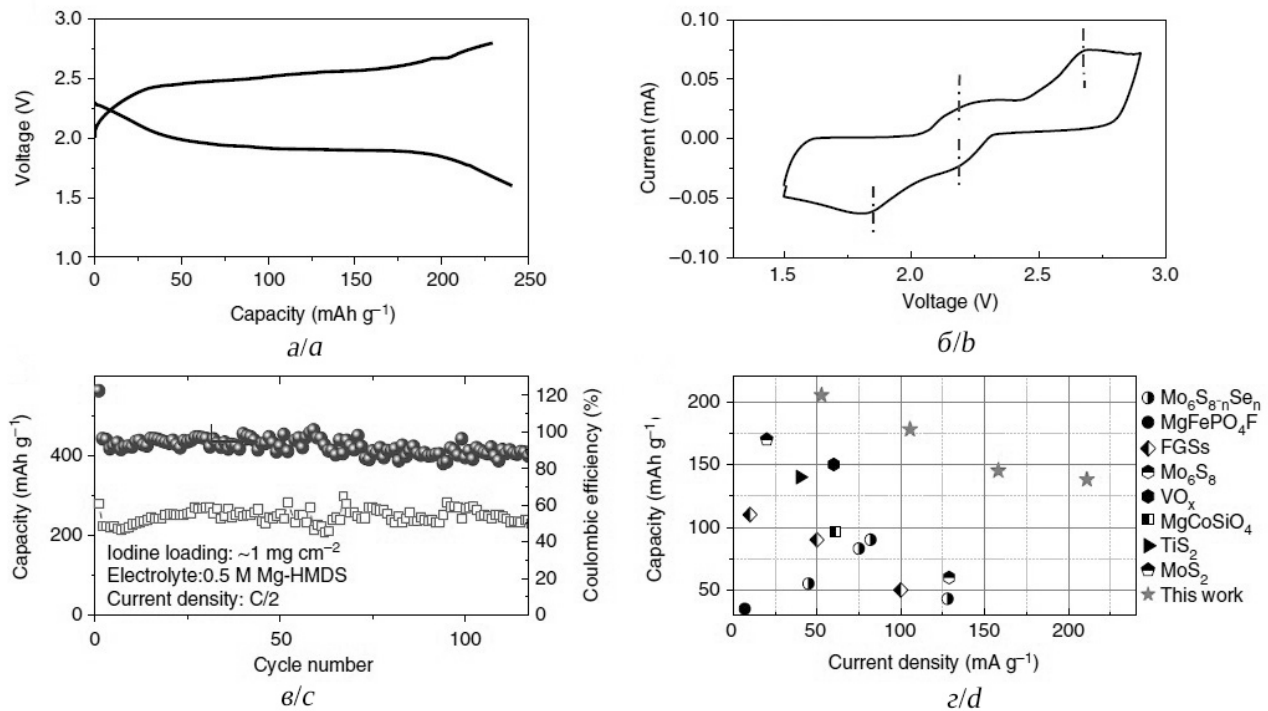 3.0
2.5
2.0
1.5
1.0
Voltage (V)
0 50 100 150 200 250
Capacity (mAh g⁻¹)
а/a
0.10
0.05
0.00
−0.05
−0.10
Current (mA)
1.5 2.0 2.5 3.0
Voltage (V)
б/b
400
200
0
Capacity (mAh g⁻¹)
120
100
80
60
40
20
0
Coulombic efficiency (%)
Iodine loading: ~1 mg cm⁻²
Electrolyte:0.5 M Mg-HMDS
Current density: C/2
0 50 100
Cycle number
в/c
200
150
100
50
Capacity (mAh g⁻¹)
0 50 100 150 200
Current density (mA g⁻¹)
Mo₆S₈₋ₙSeₙ
MgFePO₄F
FGSs
Mo₆S₈
VOₓ
MgCoSiO₄
TiS₂
MoS₂
This work
г/d